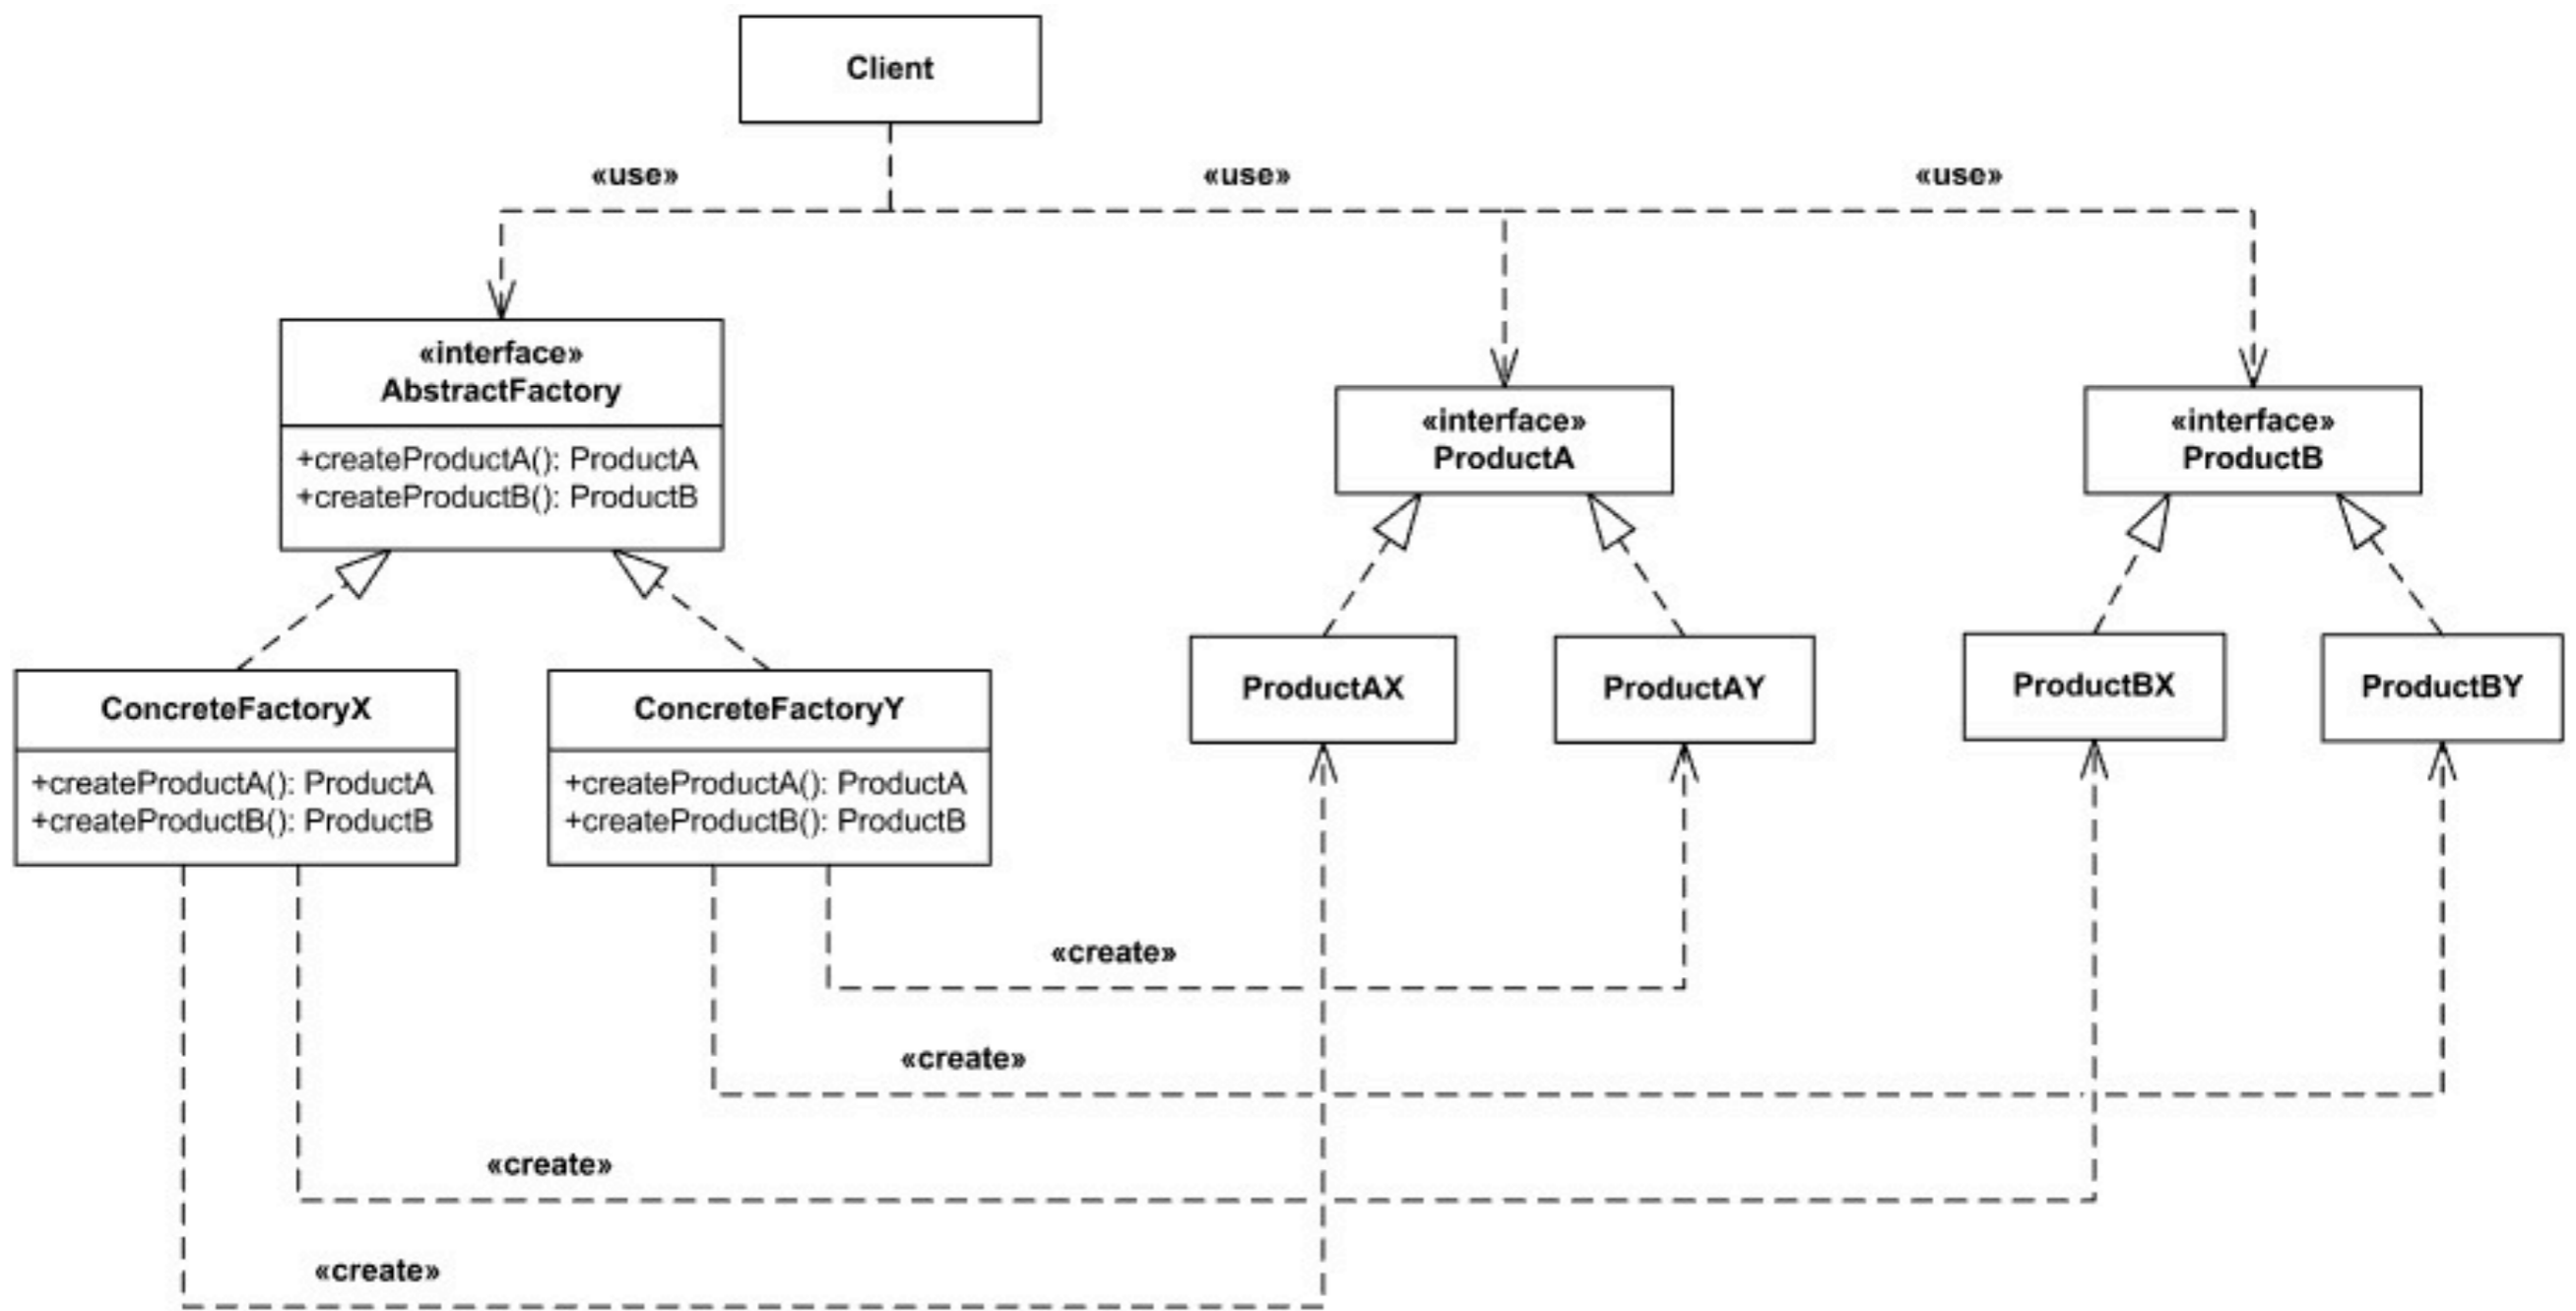 Client
«use»
«use»
«use»
«interface»
AbstractFactory
+createProductA(): ProductA
+createProductB(): ProductB
«interface»
ProductA
«interface»
ProductB
ConcreteFactoryX
+createProductA(): ProductA
+createProductB(): ProductB
ConcreteFactoryY
+createProductA(): ProductA
+createProductB(): ProductB
ProductAX
ProductAY
ProductBX
ProductBY
«create»
«create»
«create»
«create»